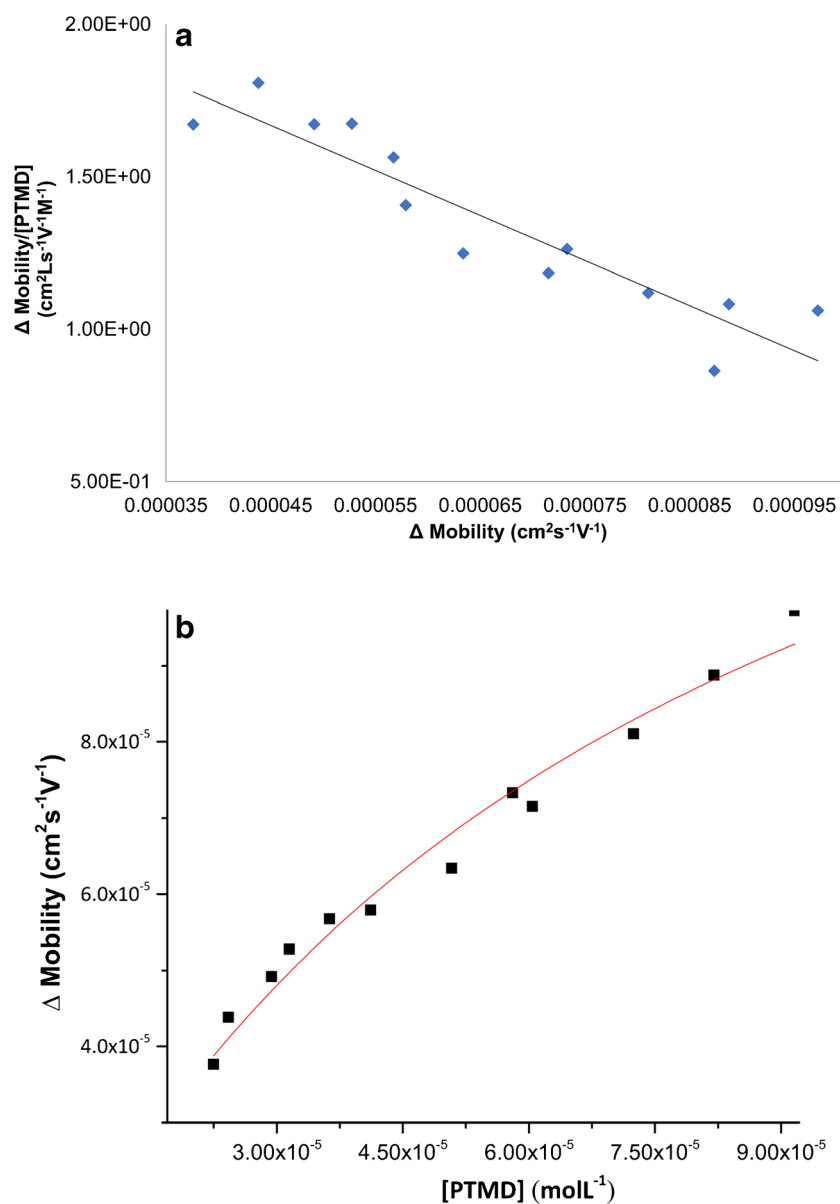 a
2.00E+00
1.50E+00
1.00E+00
5.00E-01
Δ Mobility/[PTMD]
(cm²Ls⁻¹V⁻¹M⁻¹)
0.000035 0.000045 0.000055 0.000065 0.000075 0.000085 0.000095
Δ Mobility (cm²s⁻¹V⁻¹)
b
8.0x10⁻⁵
6.0x10⁻⁵
4.0x10⁻⁵
Δ Mobility (cm²s⁻¹V⁻¹)
3.00x10⁻⁵ 4.50x10⁻⁵ 6.00x10⁻⁵ 7.50x10⁻⁵ 9.00x10⁻⁵
[PTMD] (molL⁻¹)